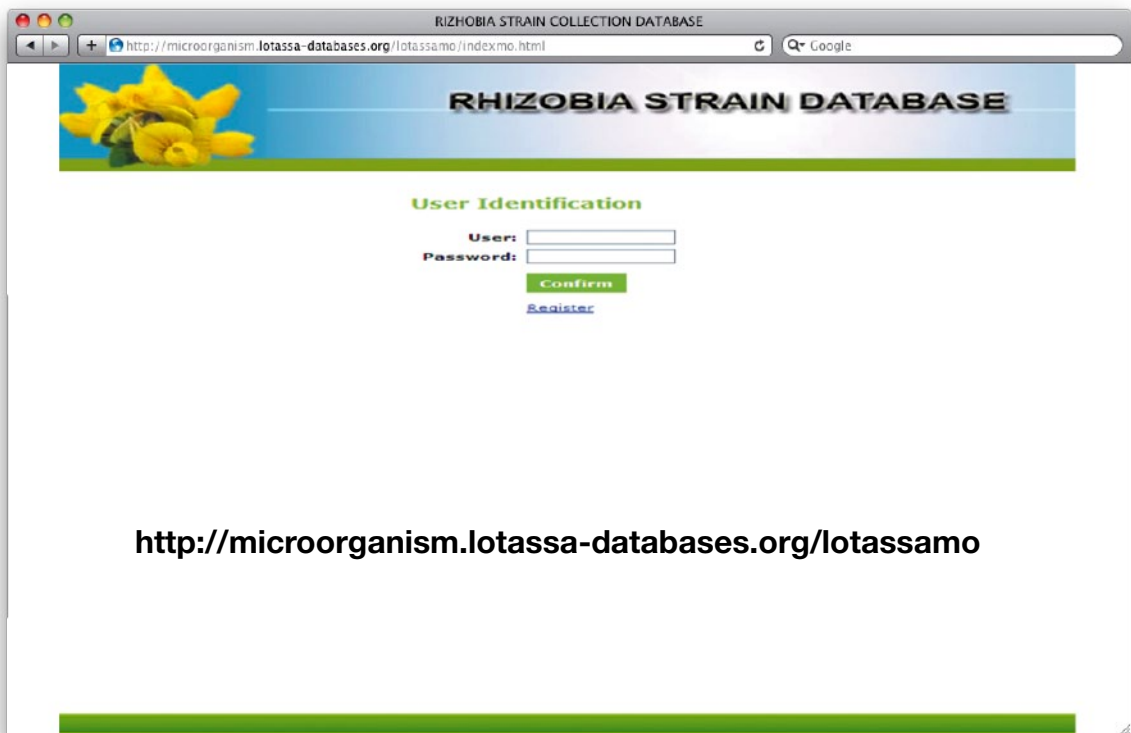 RIZHOBIA STRAIN COLLECTION DATABASE
http://microorganism.lotassa-databases.org/lotassamo/indexmo.html
Google
RHIZOBIA STRAIN DATABASE
User Identification
User:
Password:
Confirm
Register
http://microorganism.lotassa-databases.org/lotassamo